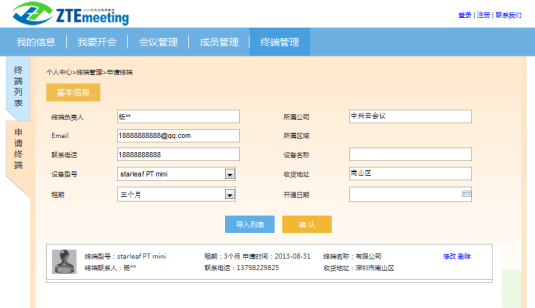 ZTEmeeting
登录 | 注册 | 联系我们
我的信息 我要开会 会议管理 成员管理 终端管理
终端列表
申请终端
个人中心>终端管理>申请终端
基本信息
终端负责人 杨** 所属公司 中兴云会议
Email 18888888888@qq.com 所属区域
联系电话 18888888888 设备名称
设备型号 starleaf PT mini 收货地址 南山区
租期 三个月 开通日期
导入列表 确认
终端型号：starleaf PT mini 租期：3个月 申请时间：2013-08-31 终端名称：有限公司 修改 删除
终端联系人：杨** 联系电话：13798229825 收货地址：深圳市南山区